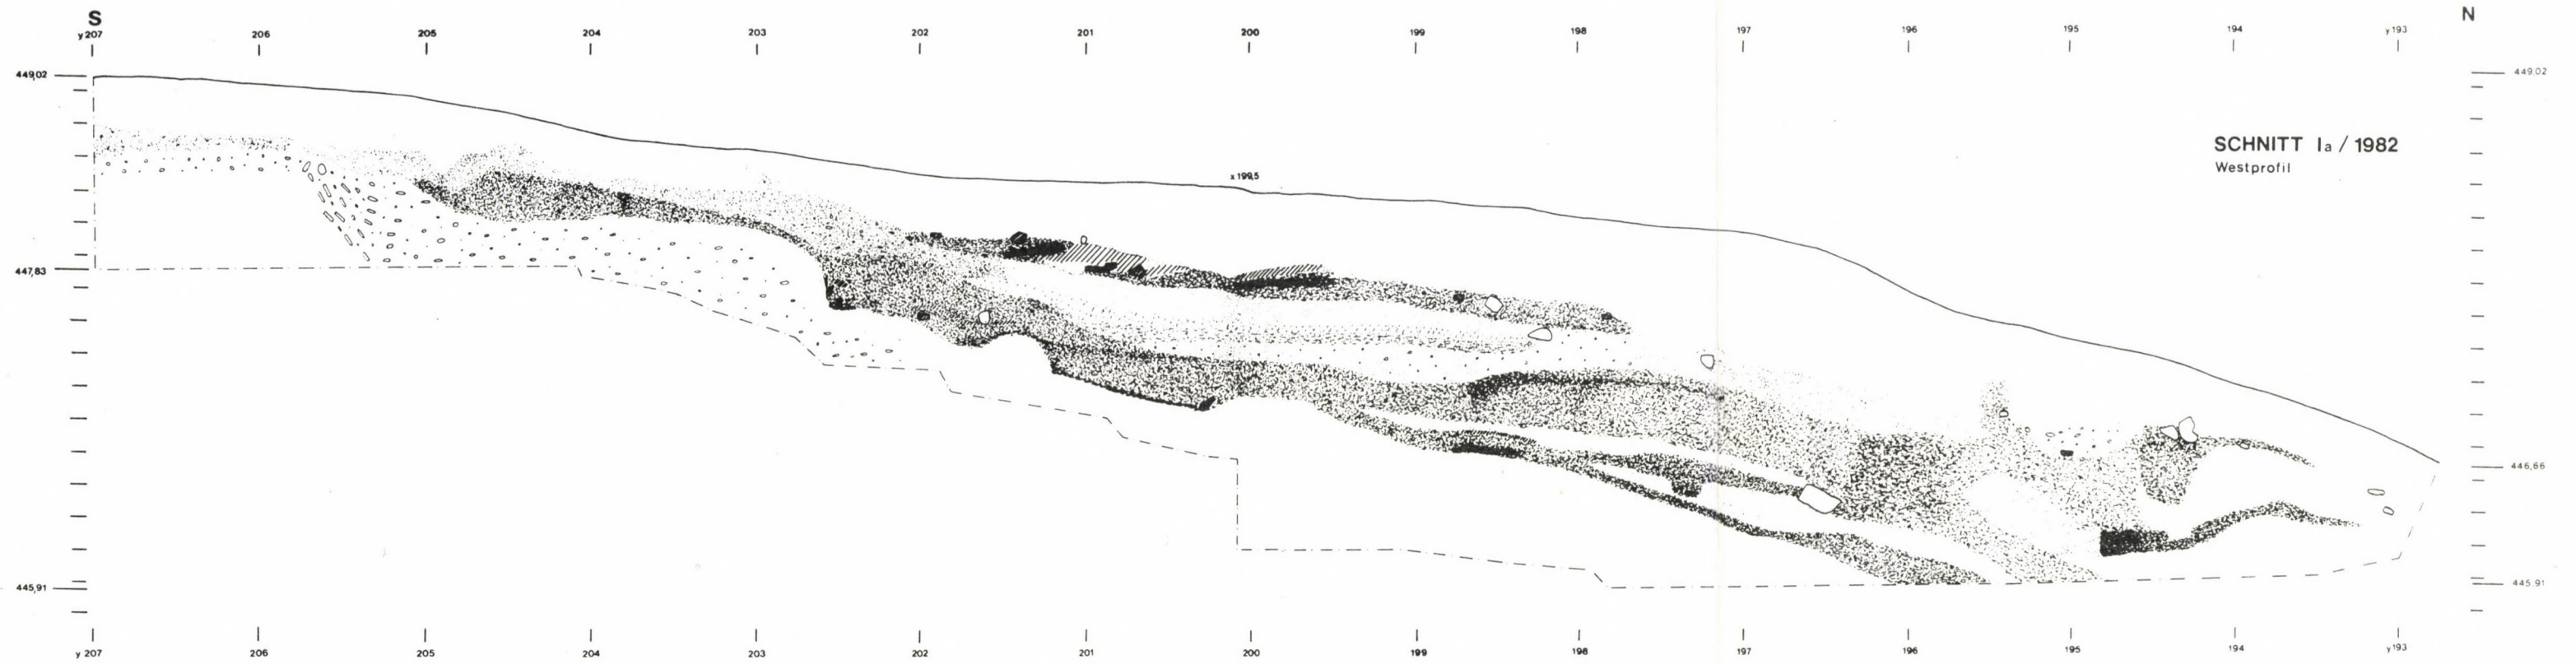 S N
y 207 206 205 204 203 202 201 200 199 198 197 196 195 194 y 193
449,02 449,02
SCHNITT Ia / 1982
Westprofil
x 199,5
447,83
446,66
445,91 445,91
y 207 206 205 204 203 202 201 200 199 198 197 196 195 194 y 193